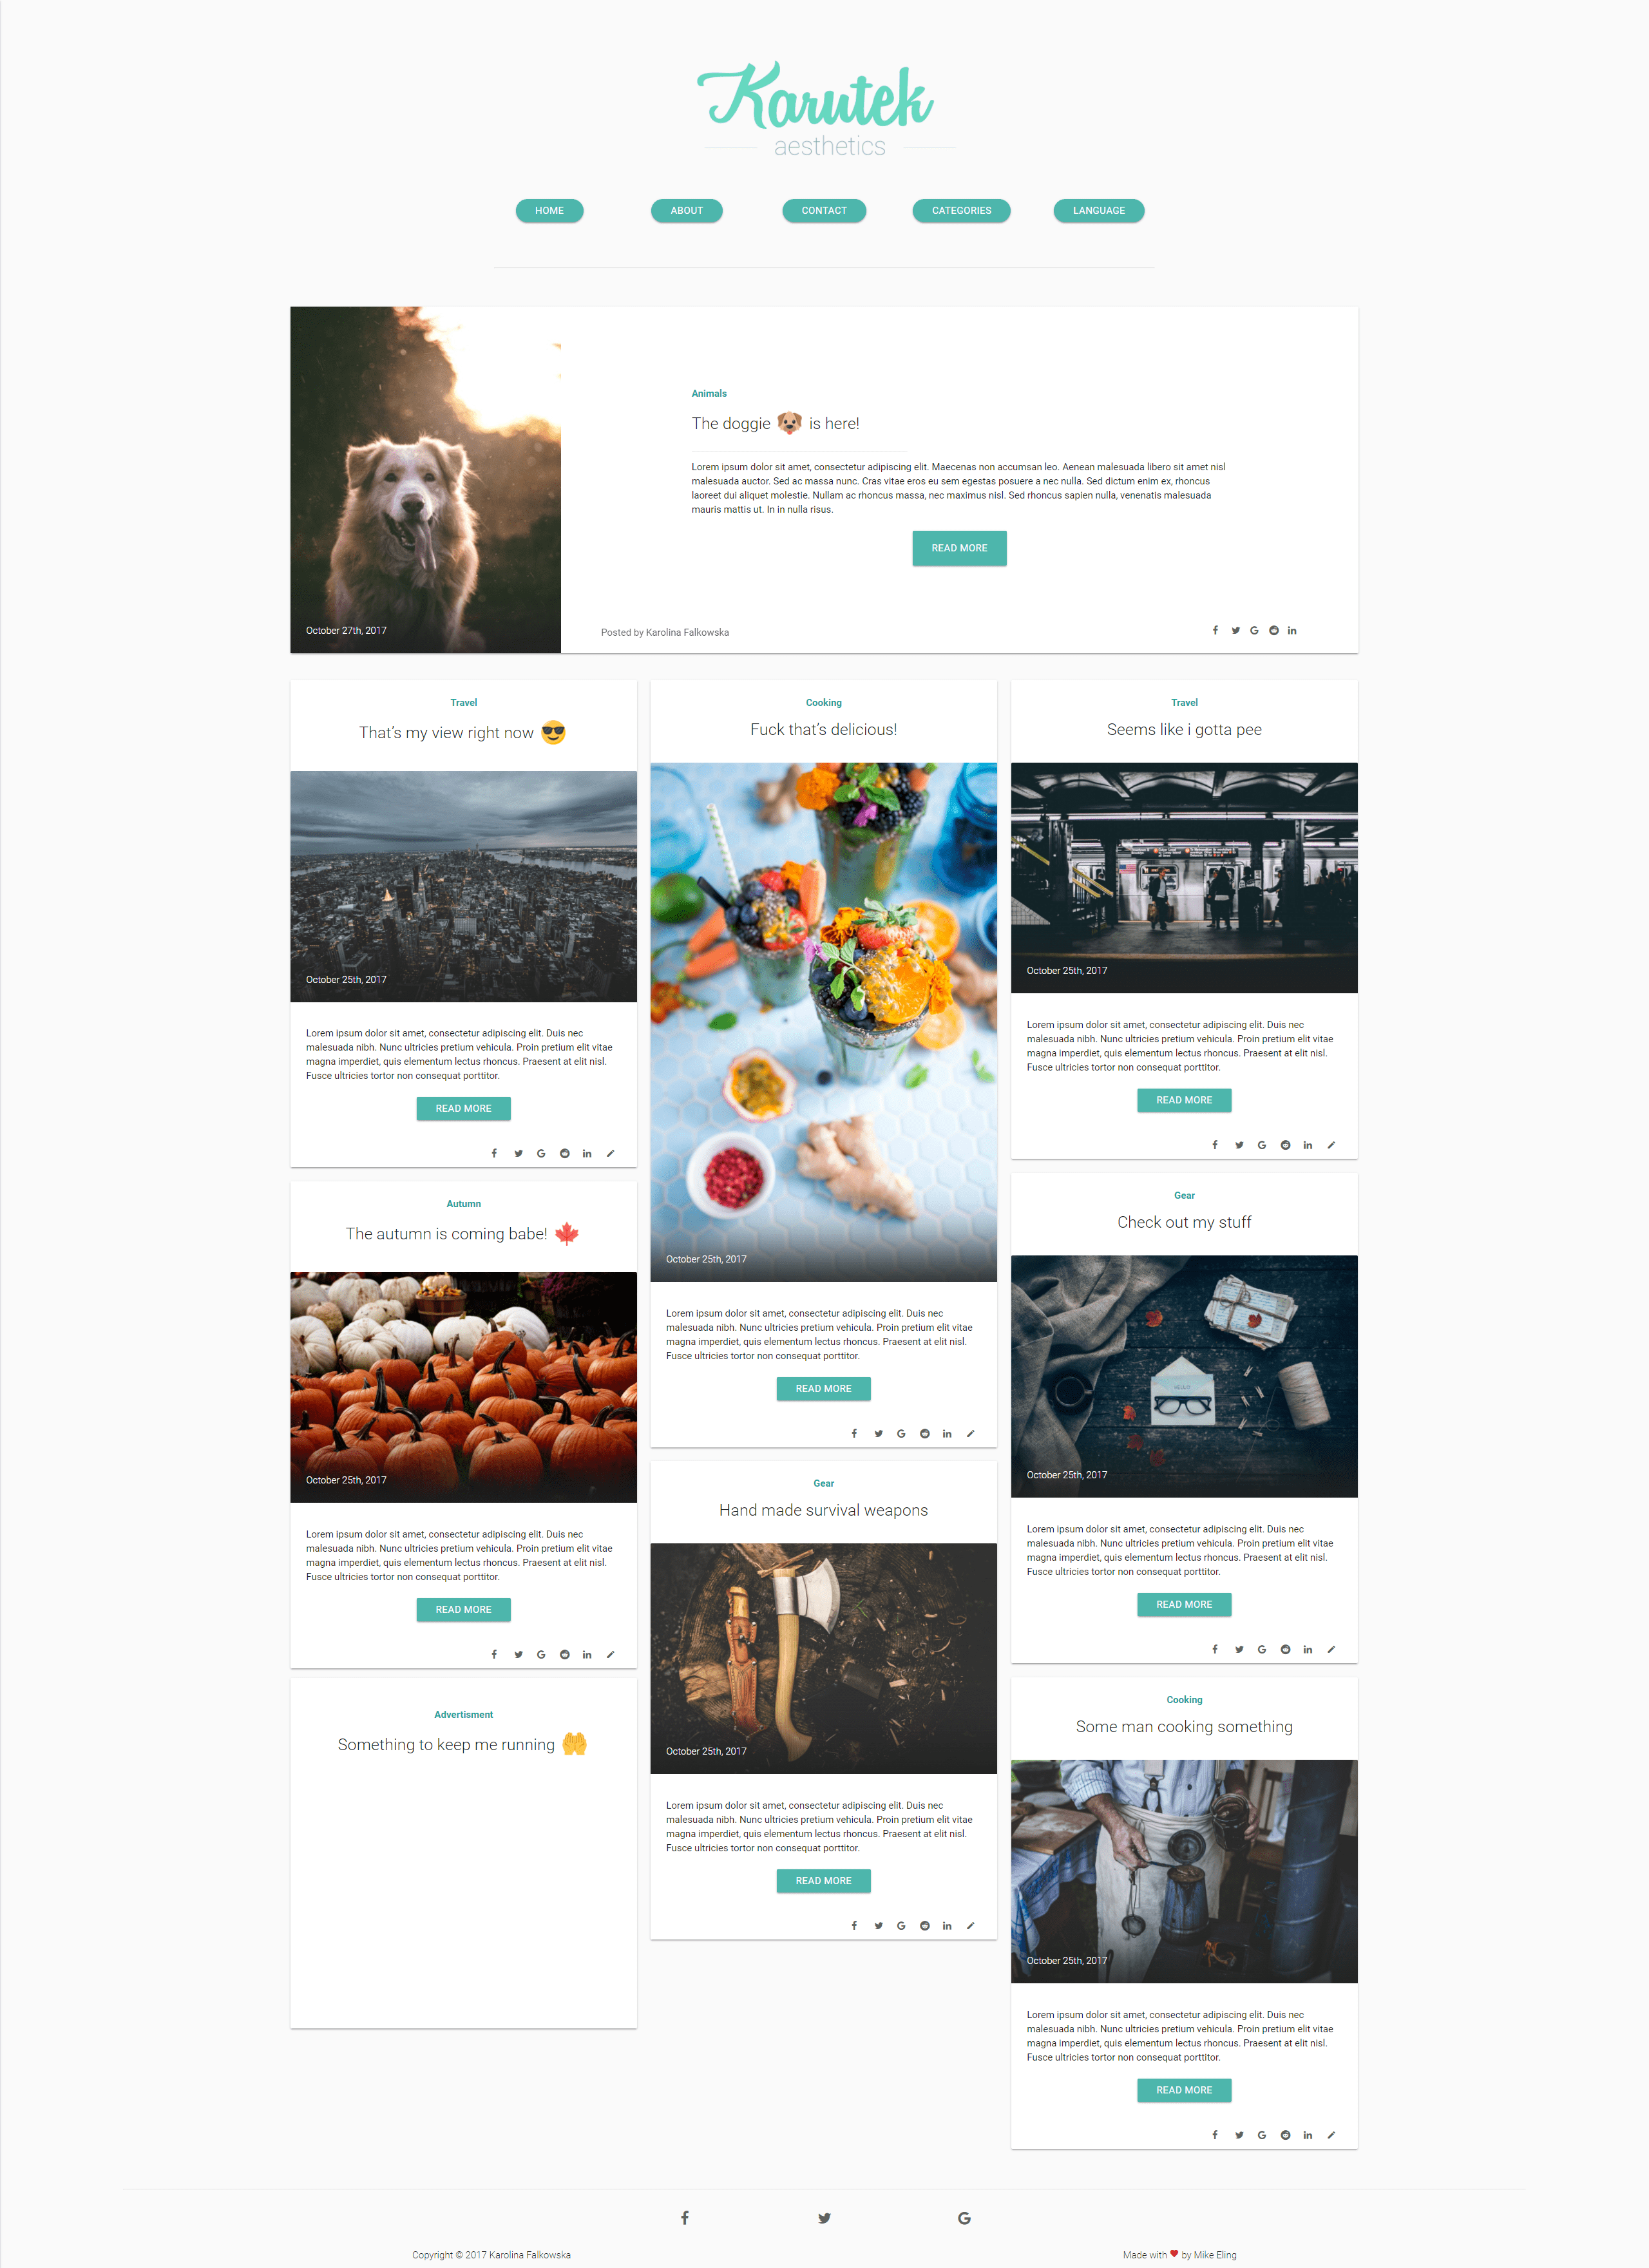 Karutek
aesthetics
HOME
ABOUT
CONTACT
CATEGORIES
LANGUAGE
Animals
The doggie 🐶 is here!
Lorem ipsum dolor sit amet, consectetur adipiscing elit. Maecenas non accumsan leo. Aenean malesuada libero sit amet nisl
malesuada auctor. Sed ac massa nunc. Cras vitae eros eu sem egestas posuere a nec nulla. Sed dictum enim ex, rhoncus
laoreet dui aliquet molestie. Nullam ac rhoncus massa, nec maximus nisl. Sed rhoncus sapien nulla, venenatis malesuada
mauris mattis ut. In in nulla risus.
READ MORE
October 27th, 2017
Posted by Karolina Falkowska
Travel
That's my view right now 😎
October 25th, 2017
Lorem ipsum dolor sit amet, consectetur adipiscing elit. Duis nec
malesuada nibh. Nunc ultricies pretium vehicula. Proin pretium elit vitae
magna imperdiet, quis elementum lectus rhoncus. Praesent at elit nisl.
Fusce ultricies tortor non consequat porttitor.
READ MORE
Autumn
The autumn is coming babe! 🍁
October 25th, 2017
Lorem ipsum dolor sit amet, consectetur adipiscing elit. Duis nec
malesuada nibh. Nunc ultricies pretium vehicula. Proin pretium elit vitae
magna imperdiet, quis elementum lectus rhoncus. Praesent at elit nisl.
Fusce ultricies tortor non consequat porttitor.
READ MORE
Advertisment
Something to keep me running 🤲
Cooking
Fuck that's delicious!
October 25th, 2017
Lorem ipsum dolor sit amet, consectetur adipiscing elit. Duis nec
malesuada nibh. Nunc ultricies pretium vehicula. Proin pretium elit vitae
magna imperdiet, quis elementum lectus rhoncus. Praesent at elit nisl.
Fusce ultricies tortor non consequat porttitor.
READ MORE
Gear
Hand made survival weapons
October 25th, 2017
Lorem ipsum dolor sit amet, consectetur adipiscing elit. Duis nec
malesuada nibh. Nunc ultricies pretium vehicula. Proin pretium elit vitae
magna imperdiet, quis elementum lectus rhoncus. Praesent at elit nisl.
Fusce ultricies tortor non consequat porttitor.
READ MORE
Travel
Seems like i gotta pee
October 25th, 2017
Lorem ipsum dolor sit amet, consectetur adipiscing elit. Duis nec
malesuada nibh. Nunc ultricies pretium vehicula. Proin pretium elit vitae
magna imperdiet, quis elementum lectus rhoncus. Praesent at elit nisl.
Fusce ultricies tortor non consequat porttitor.
READ MORE
Gear
Check out my stuff
October 25th, 2017
Lorem ipsum dolor sit amet, consectetur adipiscing elit. Duis nec
malesuada nibh. Nunc ultricies pretium vehicula. Proin pretium elit vitae
magna imperdiet, quis elementum lectus rhoncus. Praesent at elit nisl.
Fusce ultricies tortor non consequat porttitor.
READ MORE
Cooking
Some man cooking something
October 25th, 2017
Lorem ipsum dolor sit amet, consectetur adipiscing elit. Duis nec
malesuada nibh. Nunc ultricies pretium vehicula. Proin pretium elit vitae
magna imperdiet, quis elementum lectus rhoncus. Praesent at elit nisl.
Fusce ultricies tortor non consequat porttitor.
READ MORE
Copyright © 2017 Karolina Falkowska
Made with ♥ by Mike Eling